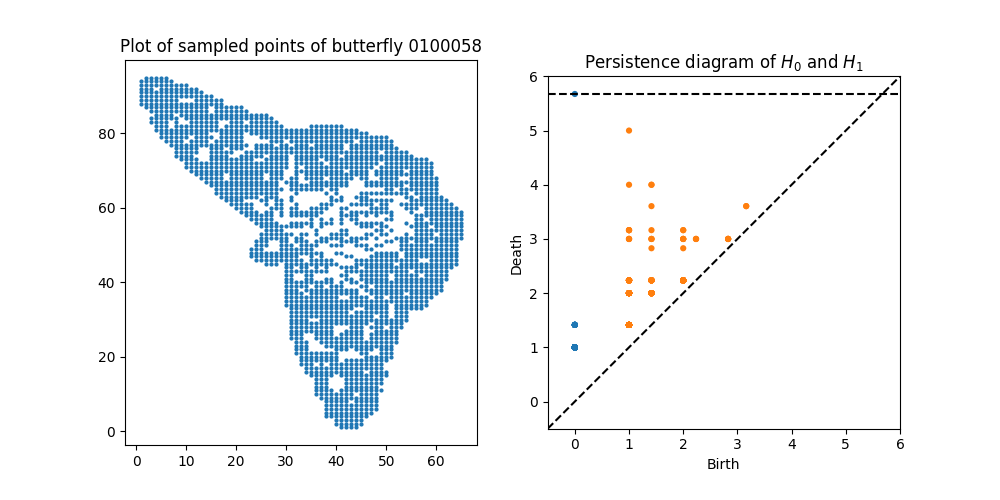 Plot of sampled points of butterfly 0100058
80
60
40
20
0
0 10 20 30 40 50 60
Persistence diagram of $H_0$ and $H_1$
6
5
4
3
2
1
0
Death
0 1 2 3 4 5 6
Birth